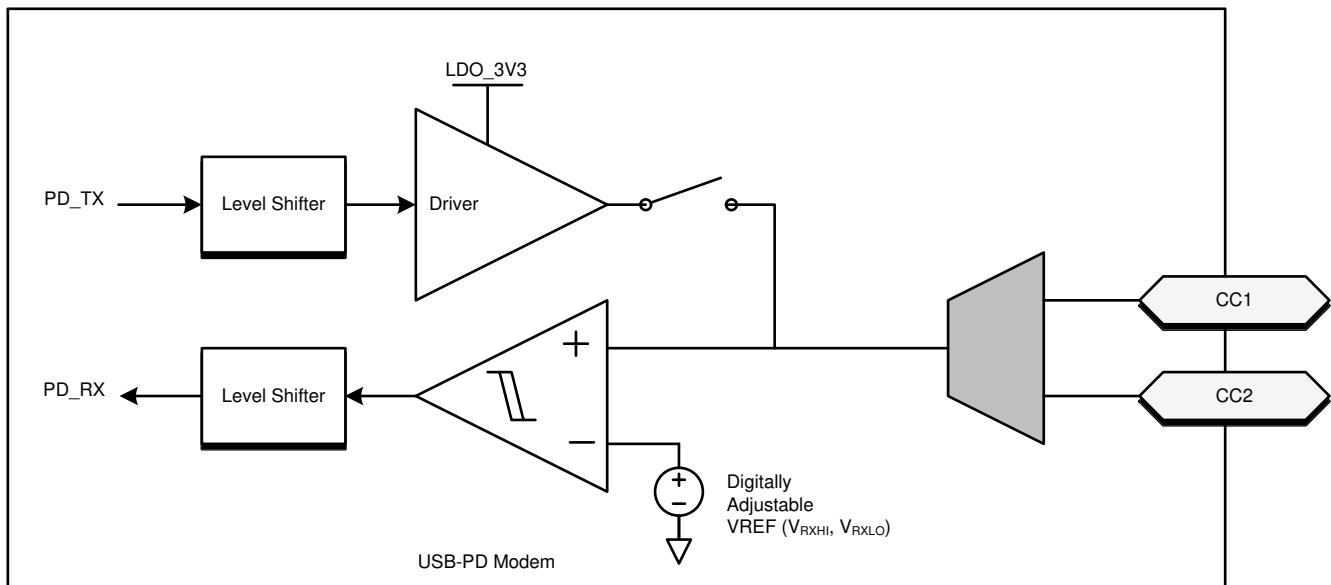 LDO_3V3
PD_TX
Level Shifter
Driver
CC1
PD_RX
Level Shifter
CC2
Digitally
Adjustable
VREF (VRXHI, VRXLO)
USB-PD Modem